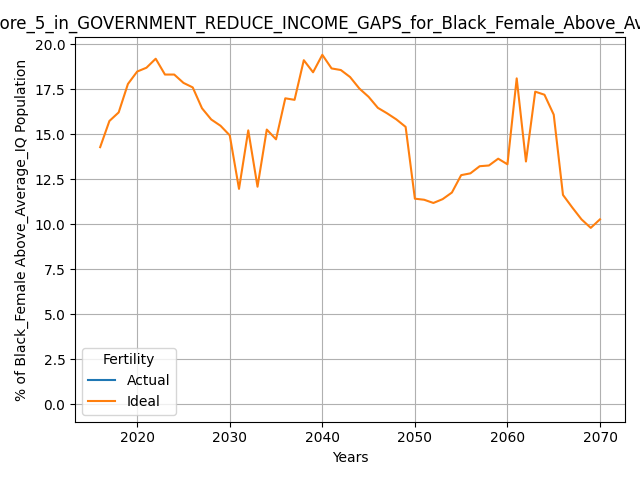 ore_5_in_GOVERNMENT_REDUCE_INCOME_GAPS_for_Black_Female_Above_Av
% of Black_Female Above_Average_IQ Population
20.0
17.5
15.0
12.5
10.0
7.5
5.0
2.5
0.0
Fertility
Actual
Ideal
2020 2030 2040 2050 2060 2070
Years